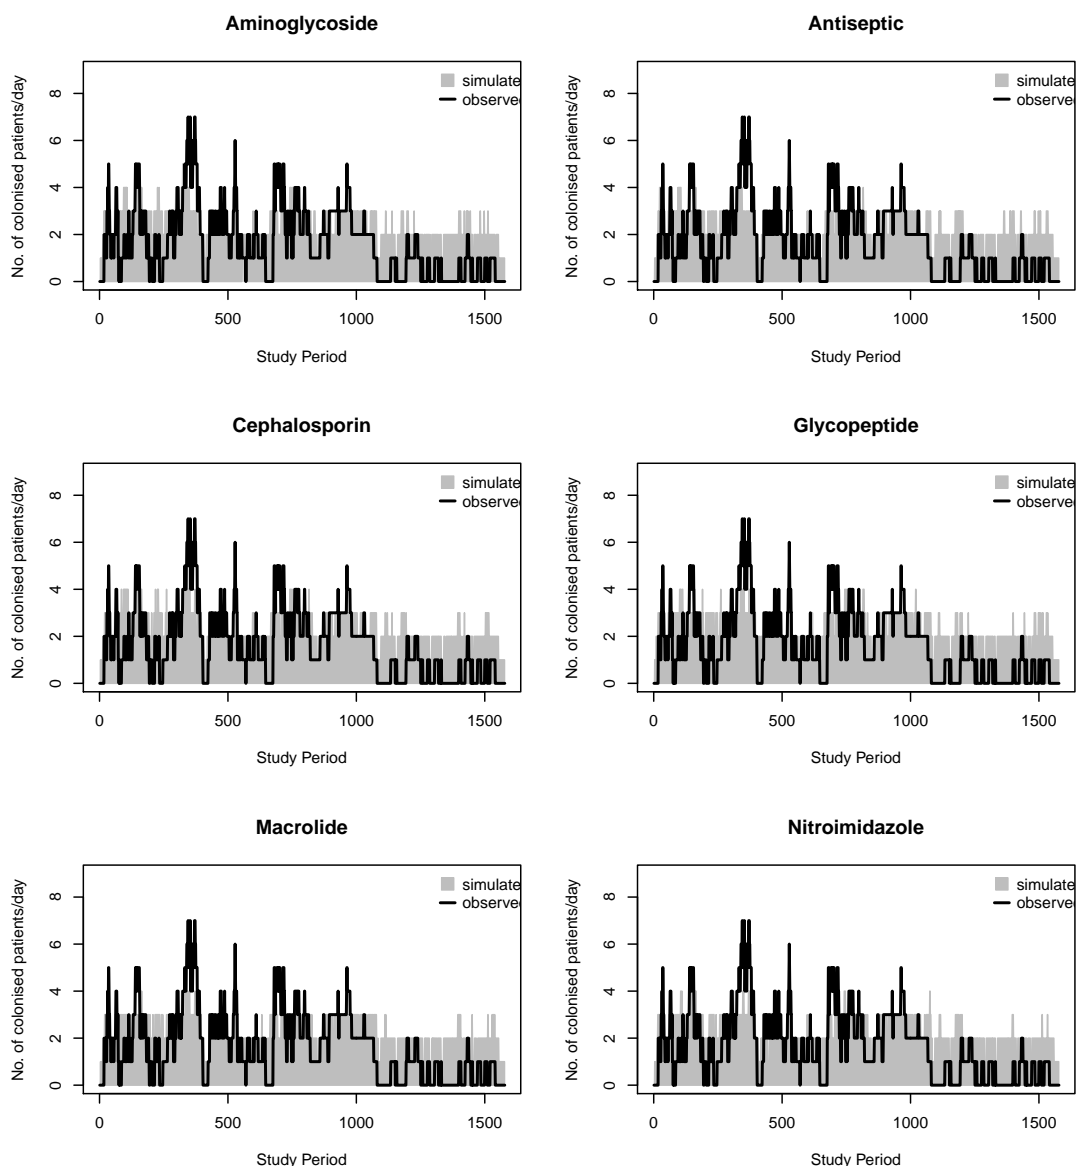 Aminoglycoside
No. of colonised patients/day
8
6
4
2
0
simulate
observe
0 500 1000 1500
Study Period
Antiseptic
No. of colonised patients/day
8
6
4
2
0
simulate
observe
0 500 1000 1500
Study Period
Cephalosporin
No. of colonised patients/day
8
6
4
2
0
simulate
observe
0 500 1000 1500
Study Period
Glycopeptide
No. of colonised patients/day
8
6
4
2
0
simulate
observe
0 500 1000 1500
Study Period
Macrolide
No. of colonised patients/day
8
6
4
2
0
simulate
observe
0 500 1000 1500
Study Period
Nitroimidazole
No. of colonised patients/day
8
6
4
2
0
simulate
observe
0 500 1000 1500
Study Period